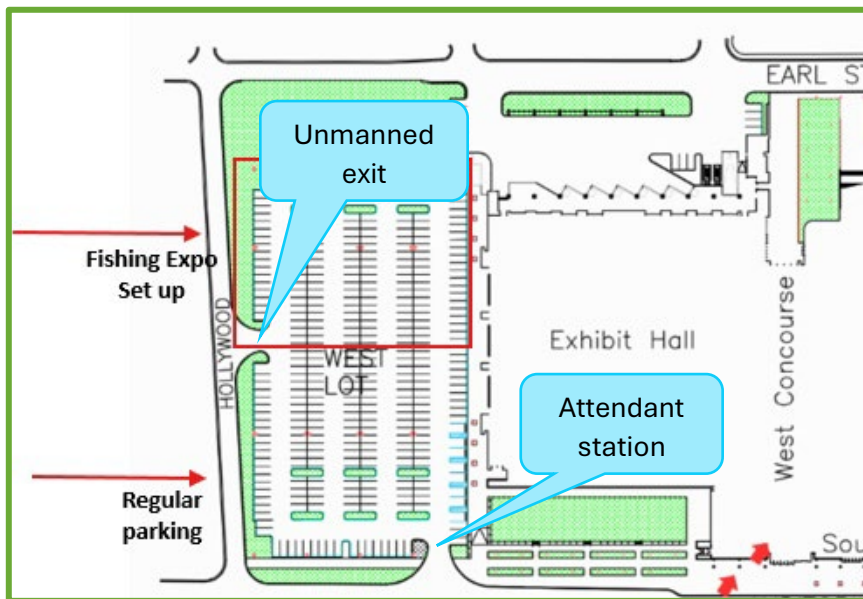 EARL ST
Unmanned
exit
Fishing Expo
Set up
HOLLYWOOD
WEST
LOT
Exhibit Hall
West Concourse
Attendant
station
Regular
parking
Sou